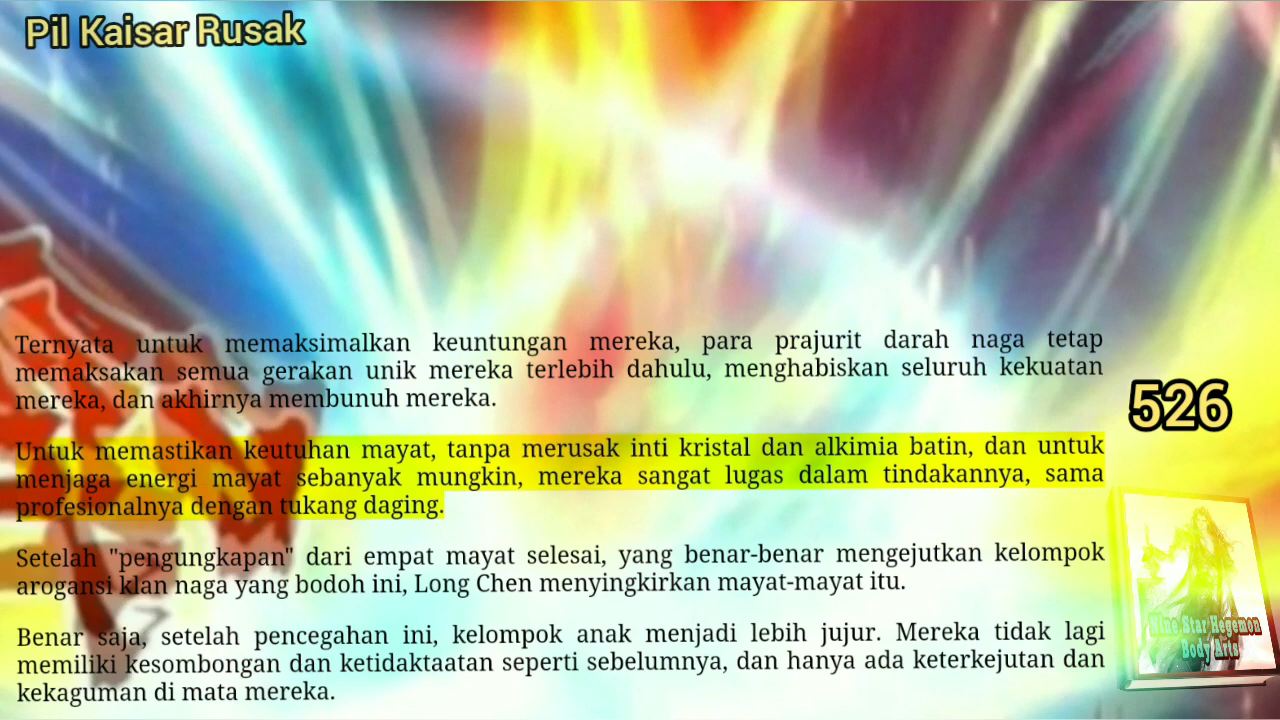 Pil Kaisar Rusak
Ternyata untuk memaksimalkan keuntungan mereka, para prajurit darah naga tetap
memaksakan semua gerakan unik mereka terlebih dahulu, menghabiskan seluruh kekuatan
mereka, dan akhirnya membunuh mereka.
Untuk memastikan keutuhan mayat, tanpa merusak inti kristal dan alkimia batin, dan untuk
menjaga energi mayat sebanyak mungkin, mereka sangat lugas dalam tindakannya, sama
profesionalnya dengan tukang daging.
Setelah "pengungkapan" dari empat mayat selesai, yang benar-benar mengejutkan kelompok
arogansi klan naga yang bodoh ini, Long Chen menyingkirkan mayat-mayat itu.
Benar saja, setelah pencegahan ini, kelompok anak menjadi lebih jujur. Mereka tidak lagi
memiliki kesombongan dan ketidaktaatan seperti sebelumnya, dan hanya ada keterkejutan dan
kekaguman di mata mereka.
526
Nine Star Hegemon
Body Arts